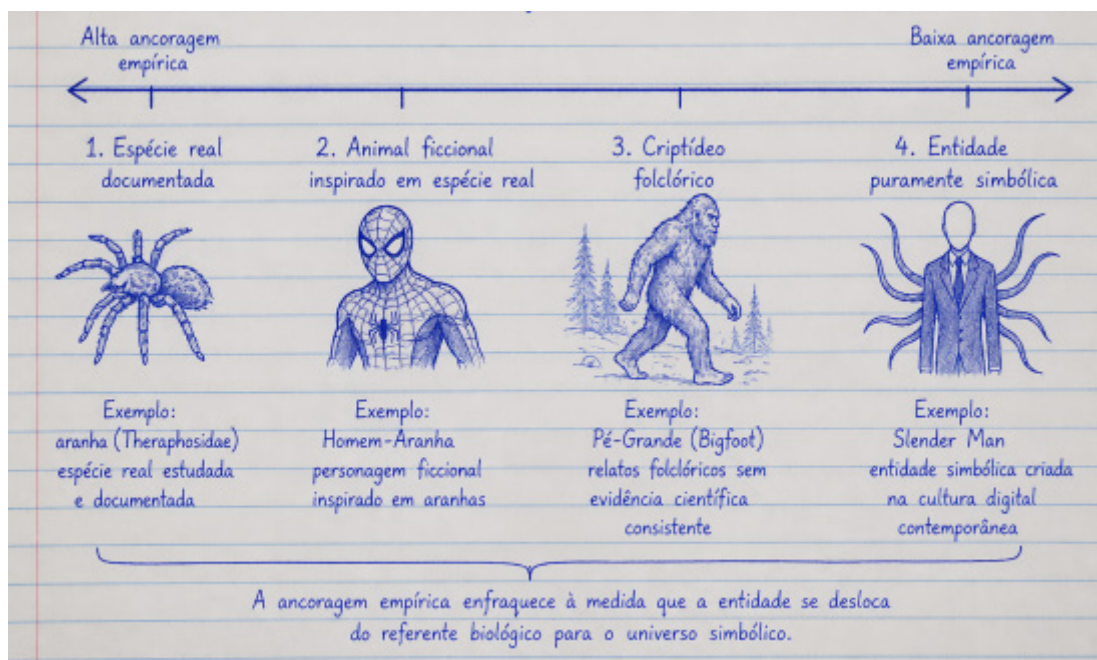 Alta ancoragem
empírica
Baixa ancoragem
empírica
1. Espécie real
documentada
2. Animal ficcional
inspirado em espécie real
3. Criptídeo
folclórico
4. Entidade
puramente simbólica
Exemplo:
aranha (Theraphosidae)
espécie real estudada
e documentada
Exemplo:
Homem-Aranha
personagem ficcional
inspirado em aranhas
Exemplo:
Pé-Grande (Bigfoot)
relatos folclóricos sem
evidência científica
consistente
Exemplo:
Slender Man
entidade simbólica criada
na cultura digital
contemporânea
A ancoragem empírica enfraquece à medida que a entidade se desloca
do referente biológico para o universo simbólico.